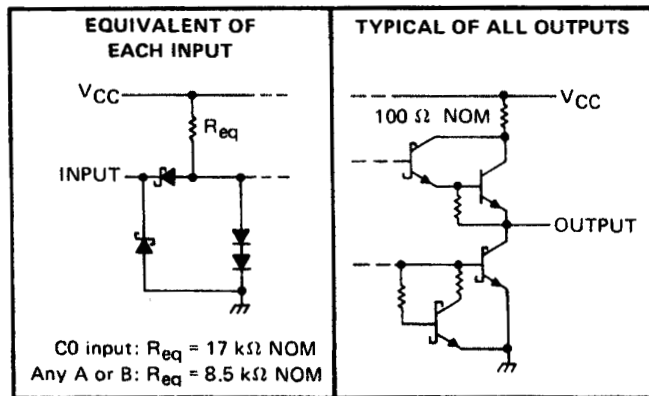 EQUIVALENT OF
EACH INPUT
VCC
Req
INPUT
C0 input: Req = 17 kΩ NOM
Any A or B: Req = 8.5 kΩ NOM
TYPICAL OF ALL OUTPUTS
VCC
100 Ω NOM
OUTPUT